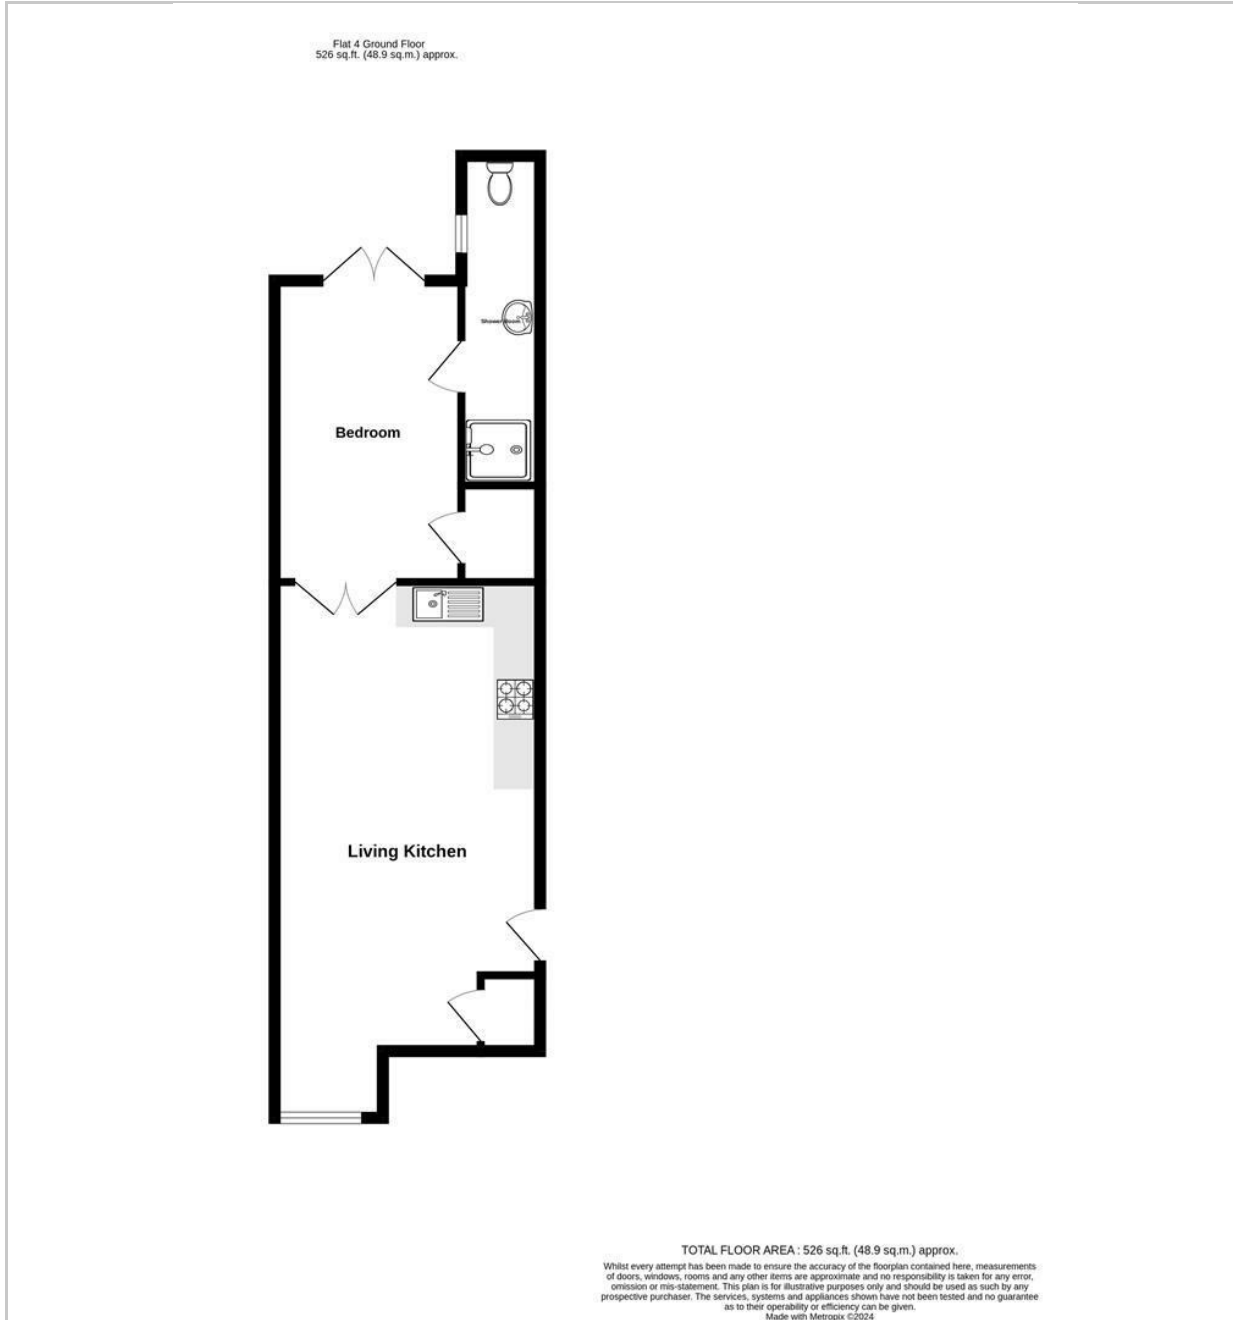 Flat 4 Ground Floor
526 sq.ft. (48.9 sq.m.) approx.
Shower Room
Bedroom
Living Kitchen
TOTAL FLOOR AREA : 526 sq.ft. (48.9 sq.m.) approx.
Whilst every attempt has been made to ensure the accuracy of the floorplan contained here, measurements
of doors, windows, rooms and any other items are approximate and no responsibility is taken for any error,
omission or mis-statement. This plan is for illustrative purposes only and should be used as such by any
prospective purchaser. The services, systems and appliances shown have not been tested and no guarantee
as to their operability or efficiency can be given.
Made with Metropix ©2024